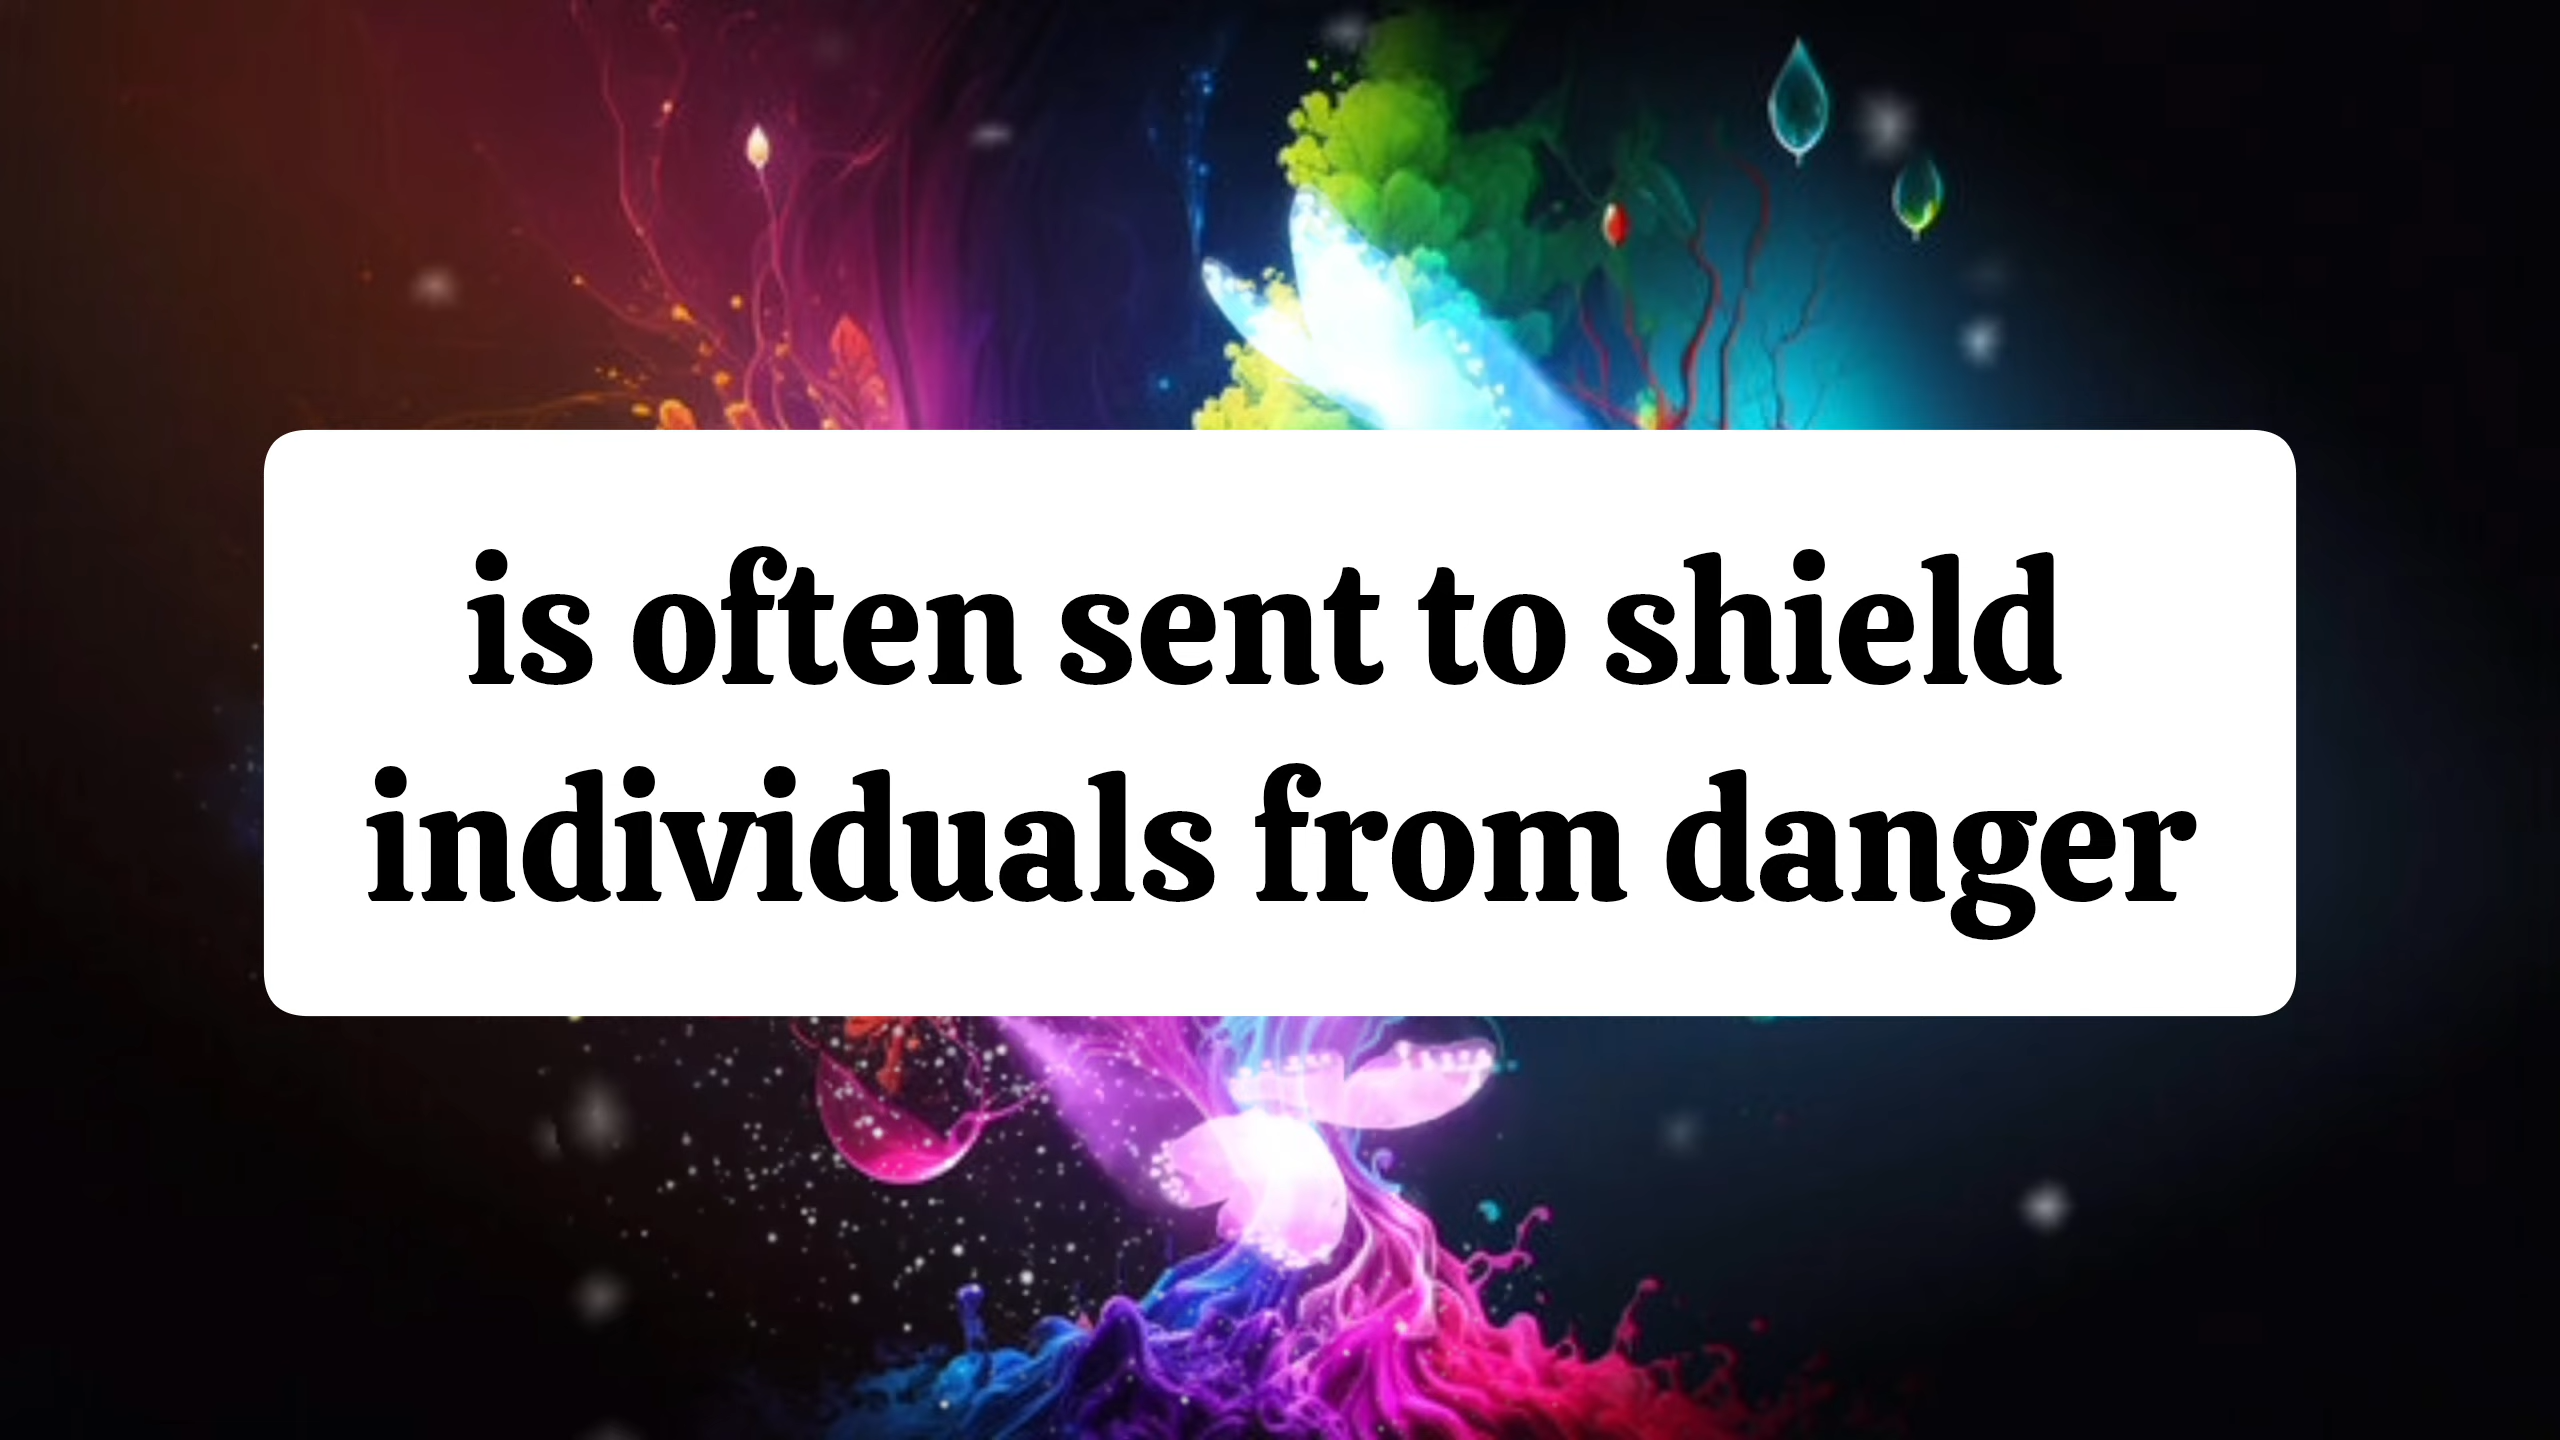 is often sent to shield
individuals from danger